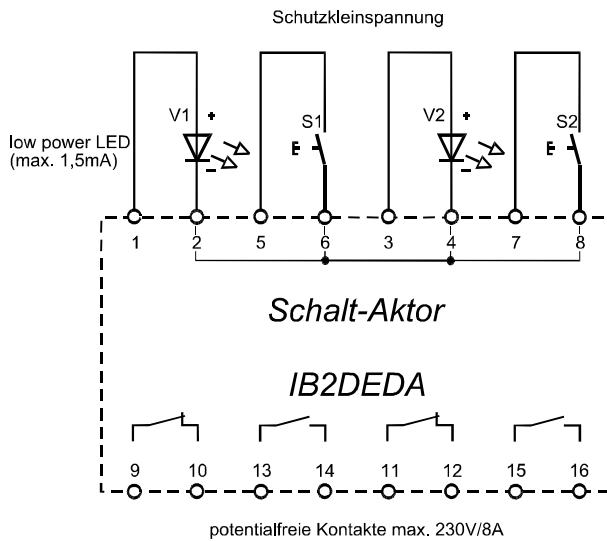 Schutzkleinspannung
V1 + S1 V2 + S2
low power LED
(max. 1,5mA)
E E
- -
1 2 5 6 3 4 7 8
Schalt-Aktor
IB2DEDA
9 10 13 14 11 12 15 16
potentialfreie Kontakte max. 230V/8A